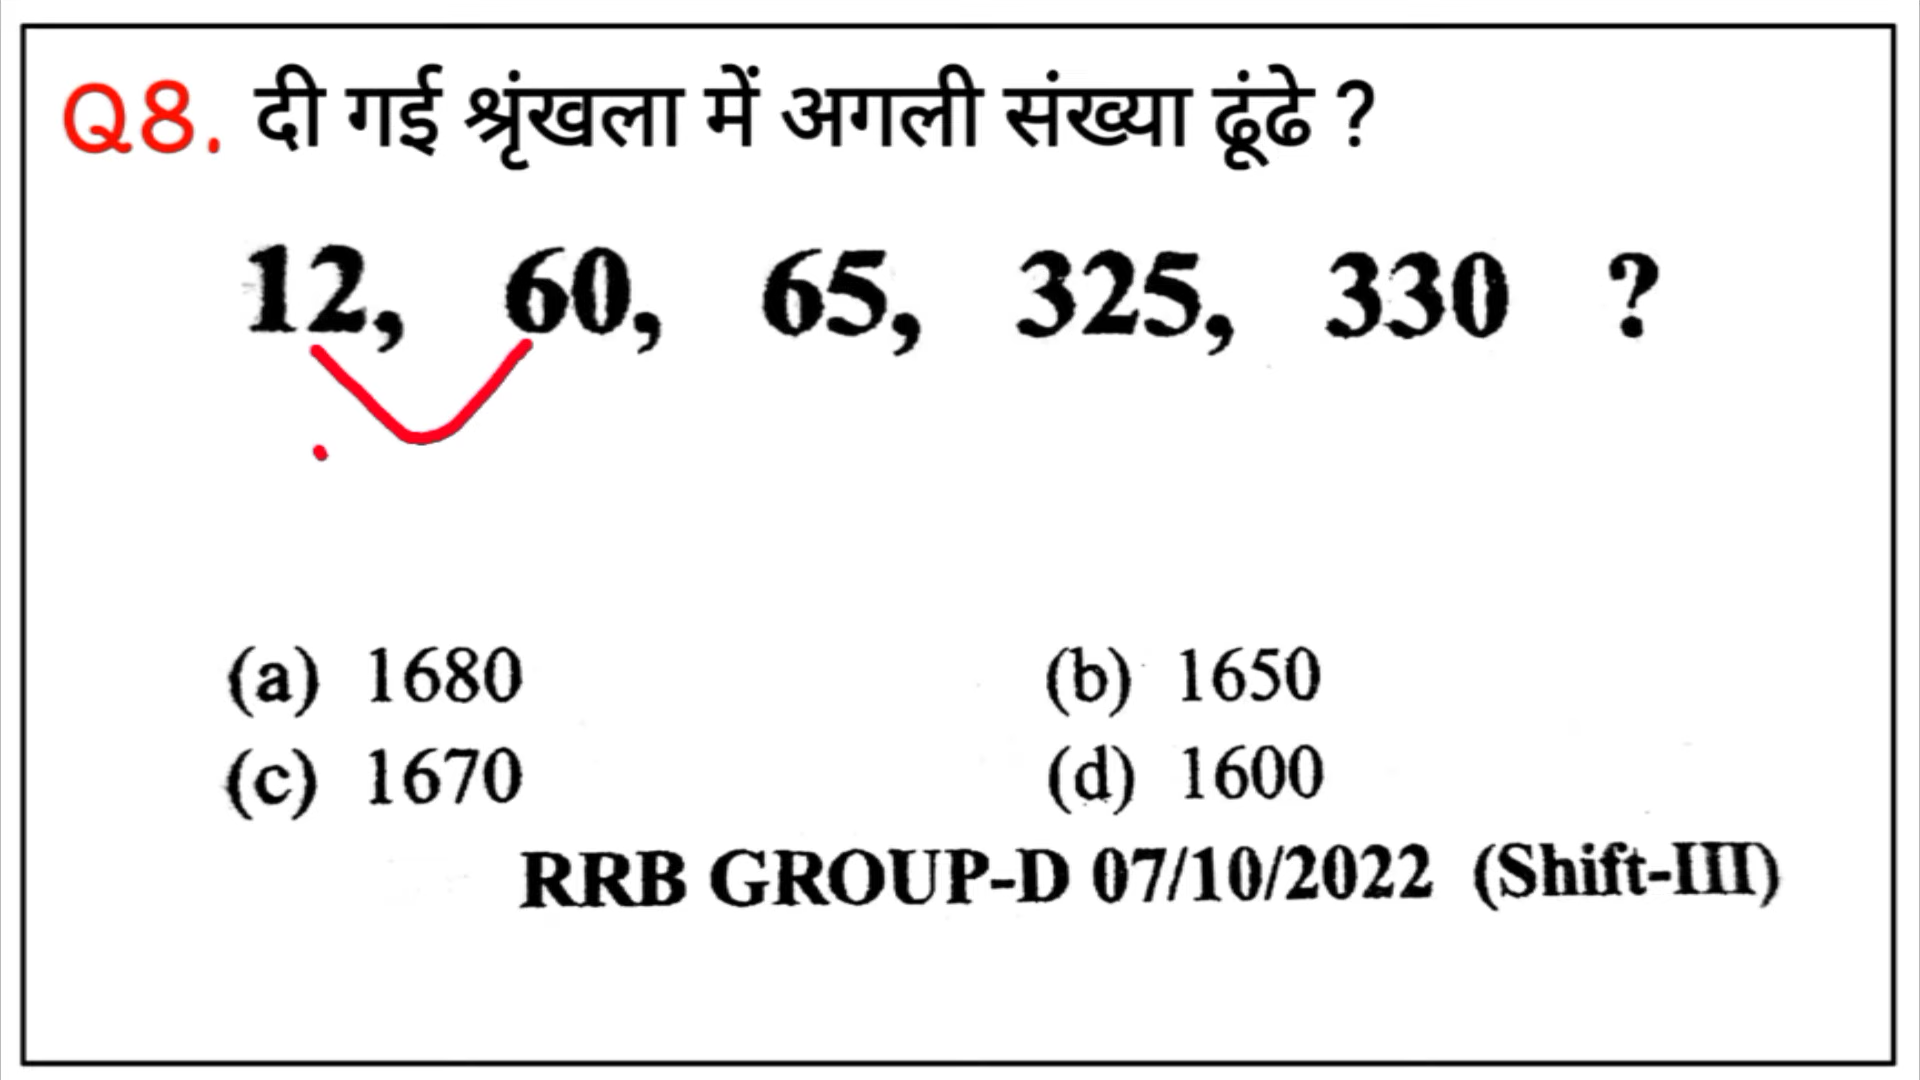 Q8. दी गई श्रृंखला में अगली संख्या ढूंढे ?
12, 60, 65, 325, 330 ?
(a) 1680 (b) 1650
(c) 1670 (d) 1600
RRB GROUP-D 07/10/2022 (Shift-III)